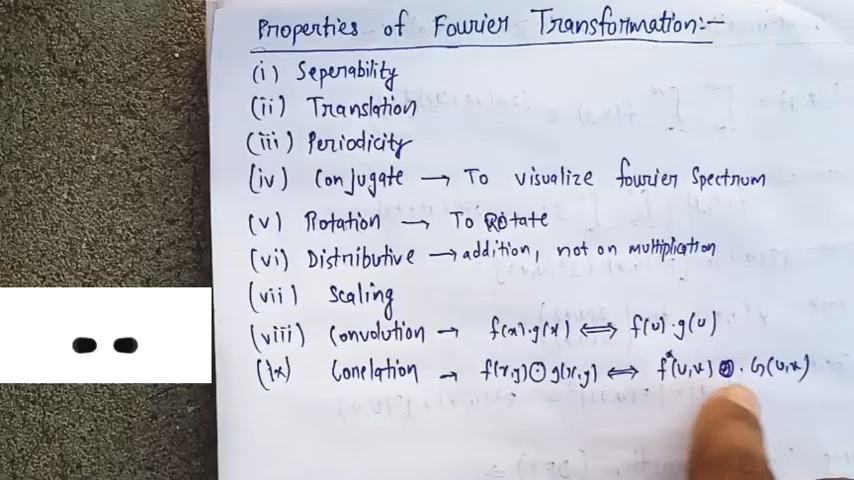 Properties of Fourier Transformation:-
(i) Seperability
(ii) Translation
(iii) Periodicity
(iv) Conjugate → To visualize fourier Spectrum
(v) Rotation → To Rotate
(vi) Distributive → addition, not on multiplication
(vii) Scaling
(viii) Convolution → f(x).g(x) ⟺ f(u).g(u)
(ix) Correlation → f(x,y)⊙g(x,y) ⟺ f*(u,v) . G(u,v)